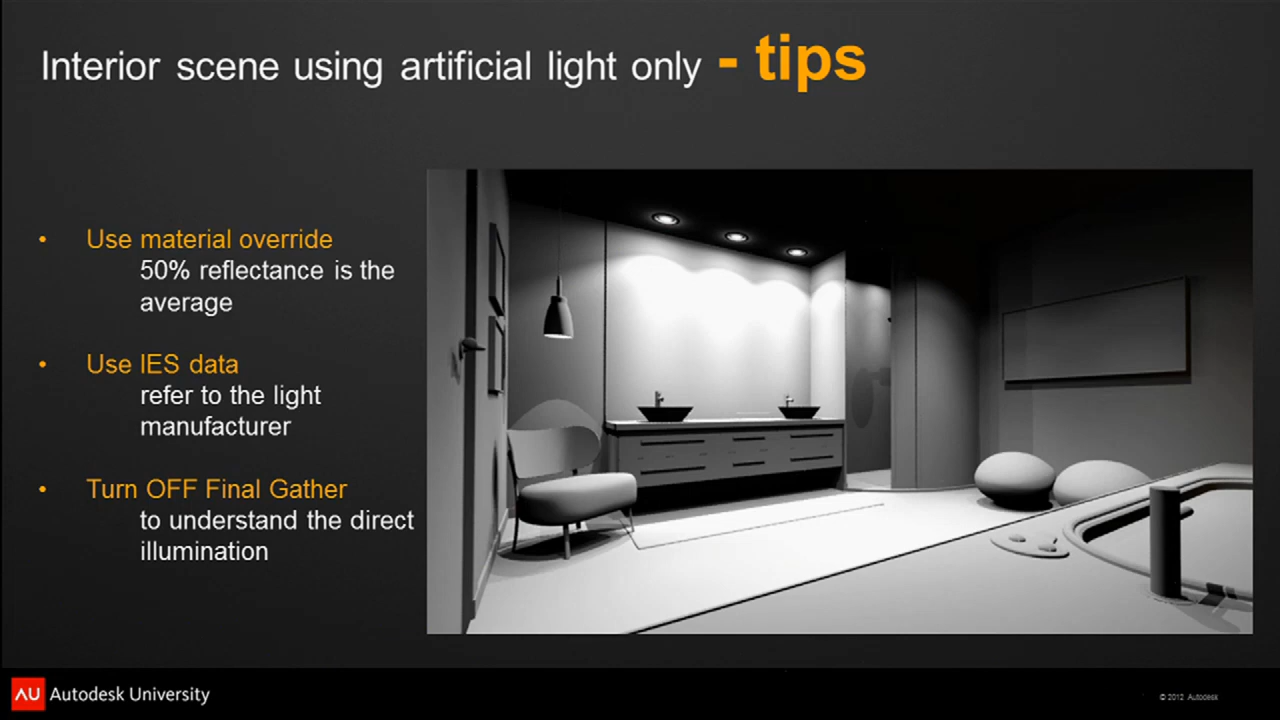 Interior scene using artificial light only - tips
• Use material override
50% reflectance is the
average
• Use IES data
refer to the light
manufacturer
• Turn OFF Final Gather
to understand the direct
illumination
AU Autodesk University
© 2012 Autodesk